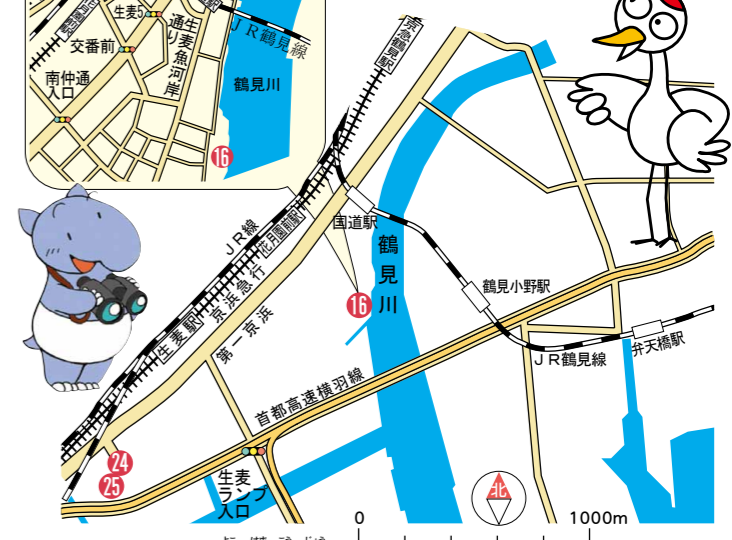 生麦5
生麦魚河岸通り
交番前
南仲通
入口
JR鶴見線
鶴見川
16
京急鶴見駅
国道駅
JR線
花月園前駅
京浜急行
生麦駅
第一京浜
鶴見川
16
鶴見小野駅
JR鶴見線
弁天橋駅
首都高速横羽線
24
25
生麦
ランプ
入口
北
0
1000m